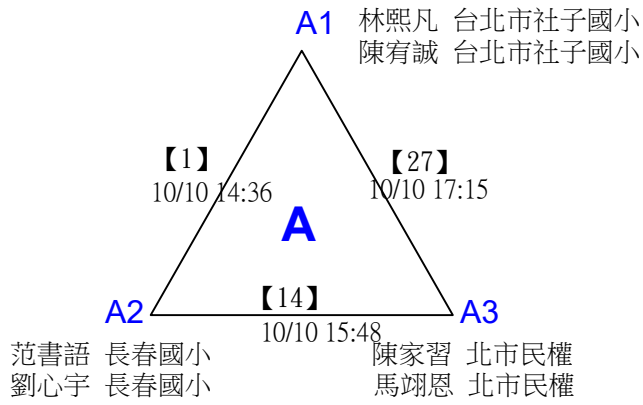 A1
林熙凡 台北市社子國小
陳宥誠 台北市社子國小
【1】
10/10 14:36
【27】
10/10 17:15
A
【14】
10/10 15:48
A2
范書語 長春國小
劉心宇 長春國小
A3
陳家習 北市民權
馬翊恩 北市民權